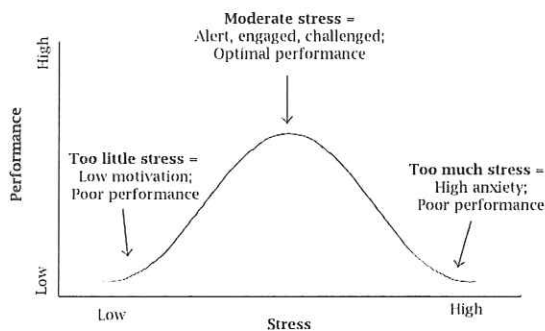 Moderate stress =
Alert, engaged, challenged;
Optimal performance
High
Performance
Low
Too little stress =
Low motivation;
Poor performance
Too much stress =
High anxiety;
Poor performance
Low
High
Stress